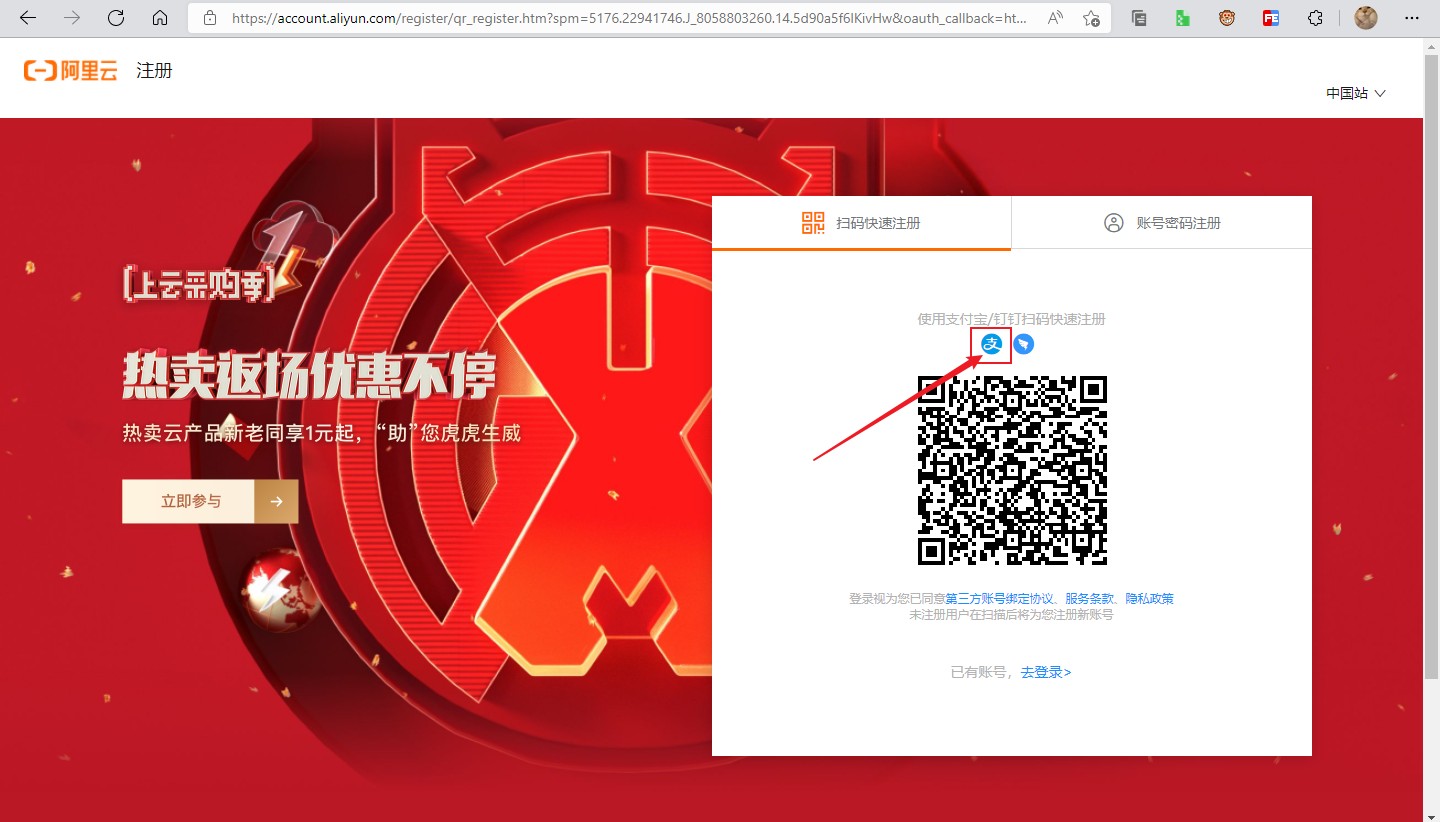 https://account.aliyun.com/register/qr_register.htm?spm=5176.22941746J_8058803260.14.5d90a5f6IKivHw&oauth_callback=ht...
阿里云 注册
中国站
扫码快速注册
账号密码注册
[上云采购季]
热卖返场优惠不停
热卖云产品新老同享1元起，“助”您虎虎生威
立即参与 →
使用支付宝/钉钉扫码快速注册
支
登录视为您已同意第三方账号绑定协议、服务条款、隐私政策
未注册用户在扫描后将为您注册新账号
已有账号，去登录>